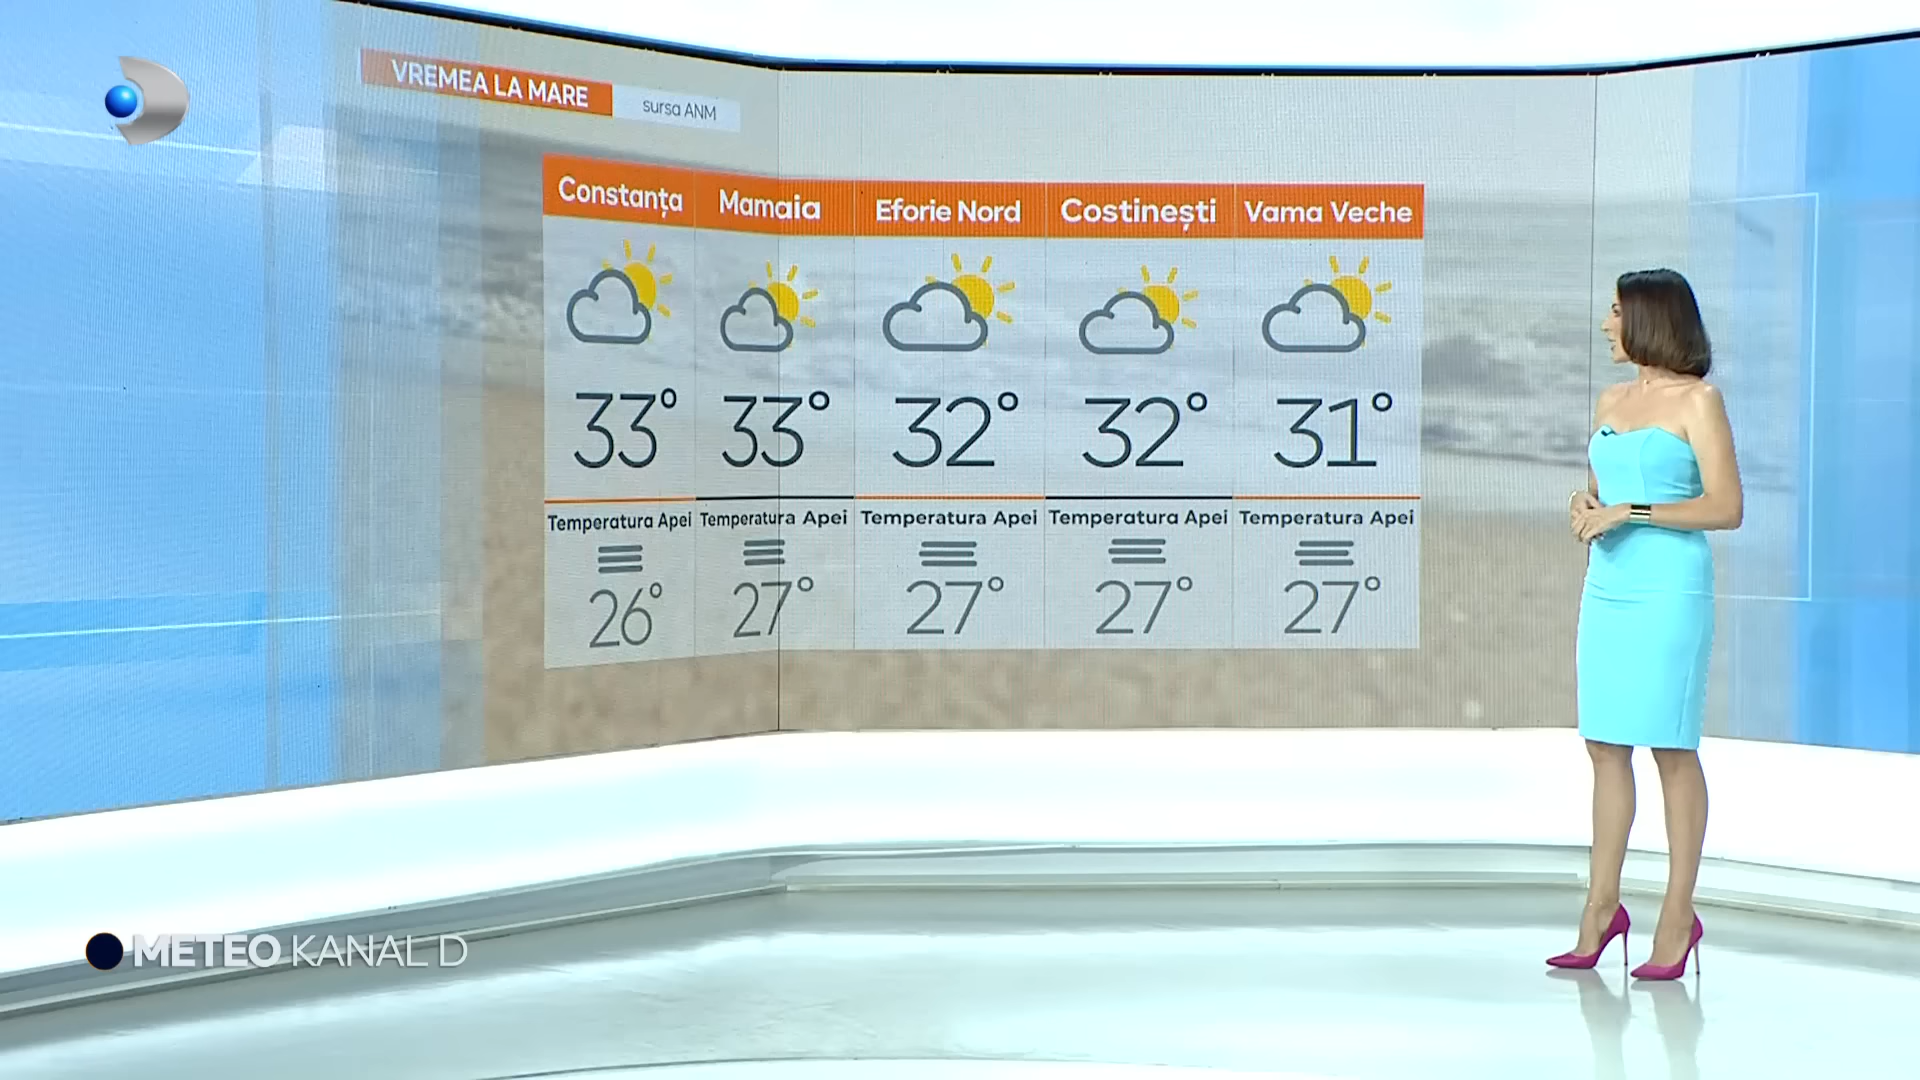 VREMEA LA MARE
sursa ANM
Constanța Mamaia Eforie Nord Costinești Vama Veche
33° 33° 32° 32° 31°
Temperatura Apei Temperatura Apei Temperatura Apei Temperatura Apei Temperatura Apei
26° 27° 27° 27° 27°
METEO KANAL D